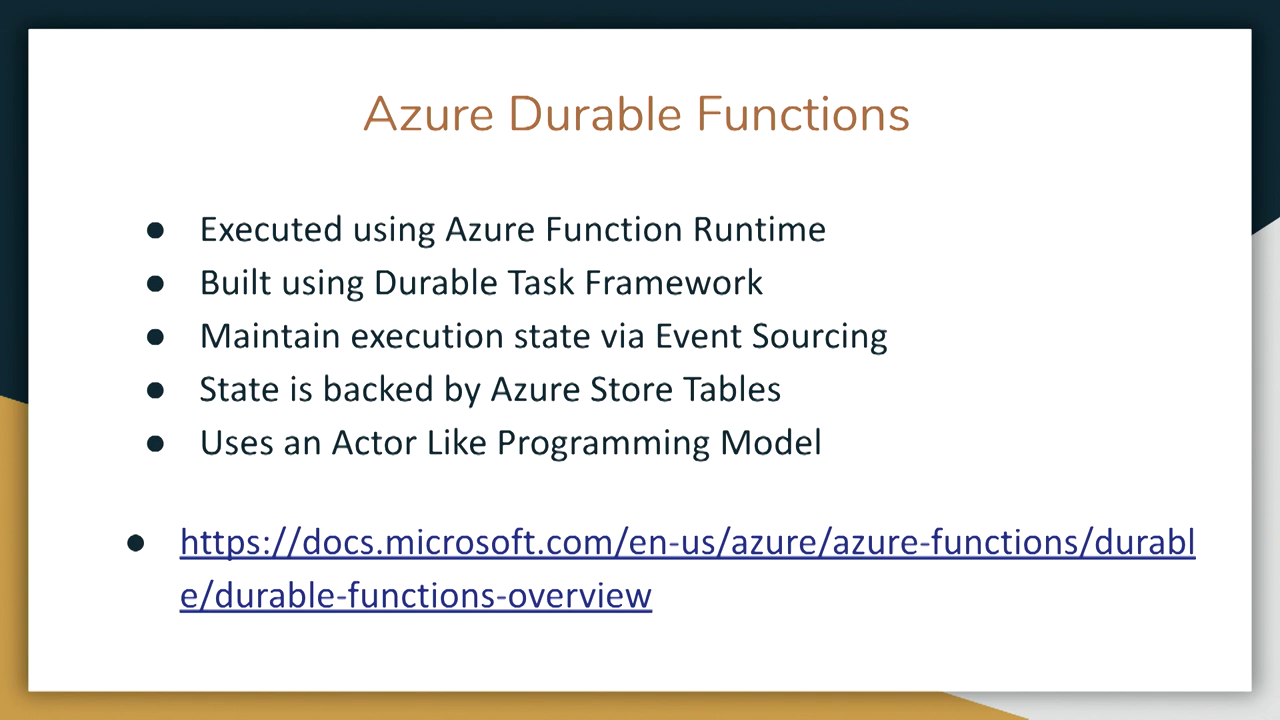 Azure Durable Functions
● Executed using Azure Function Runtime
● Built using Durable Task Framework
● Maintain execution state via Event Sourcing
● State is backed by Azure Store Tables
● Uses an Actor Like Programming Model
● https://docs.microsoft.com/en-us/azure/azure-functions/durabl
e/durable-functions-overview